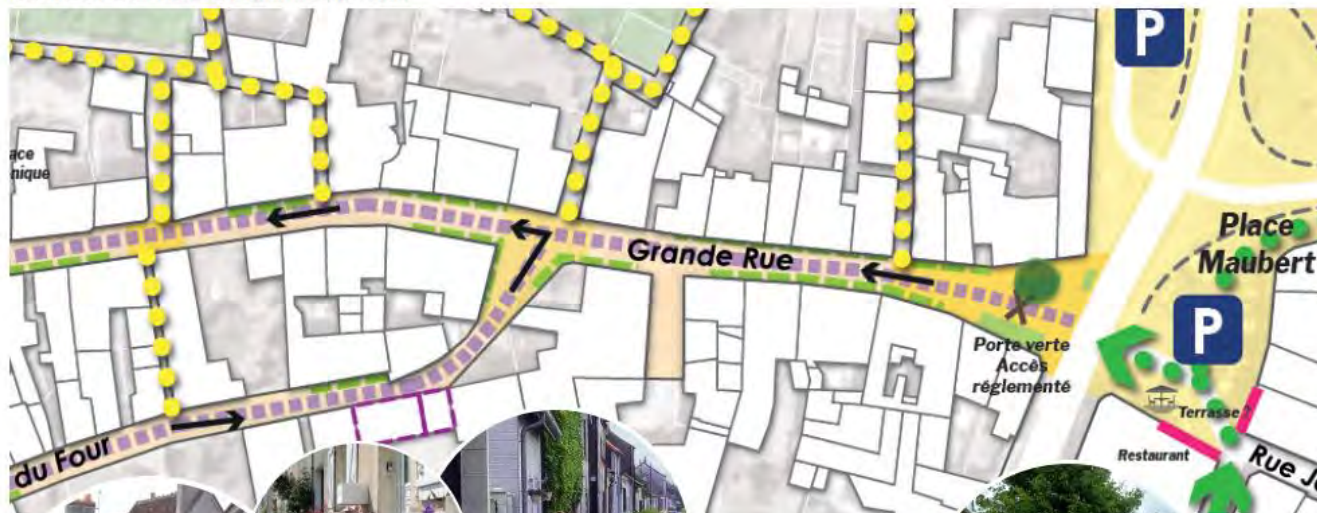 P
ace
nique
Grande Rue
Place
Maubert
P
Porte verte
Accès
réglementé
Terrasse ?
du Four
Restaurant
Rue J